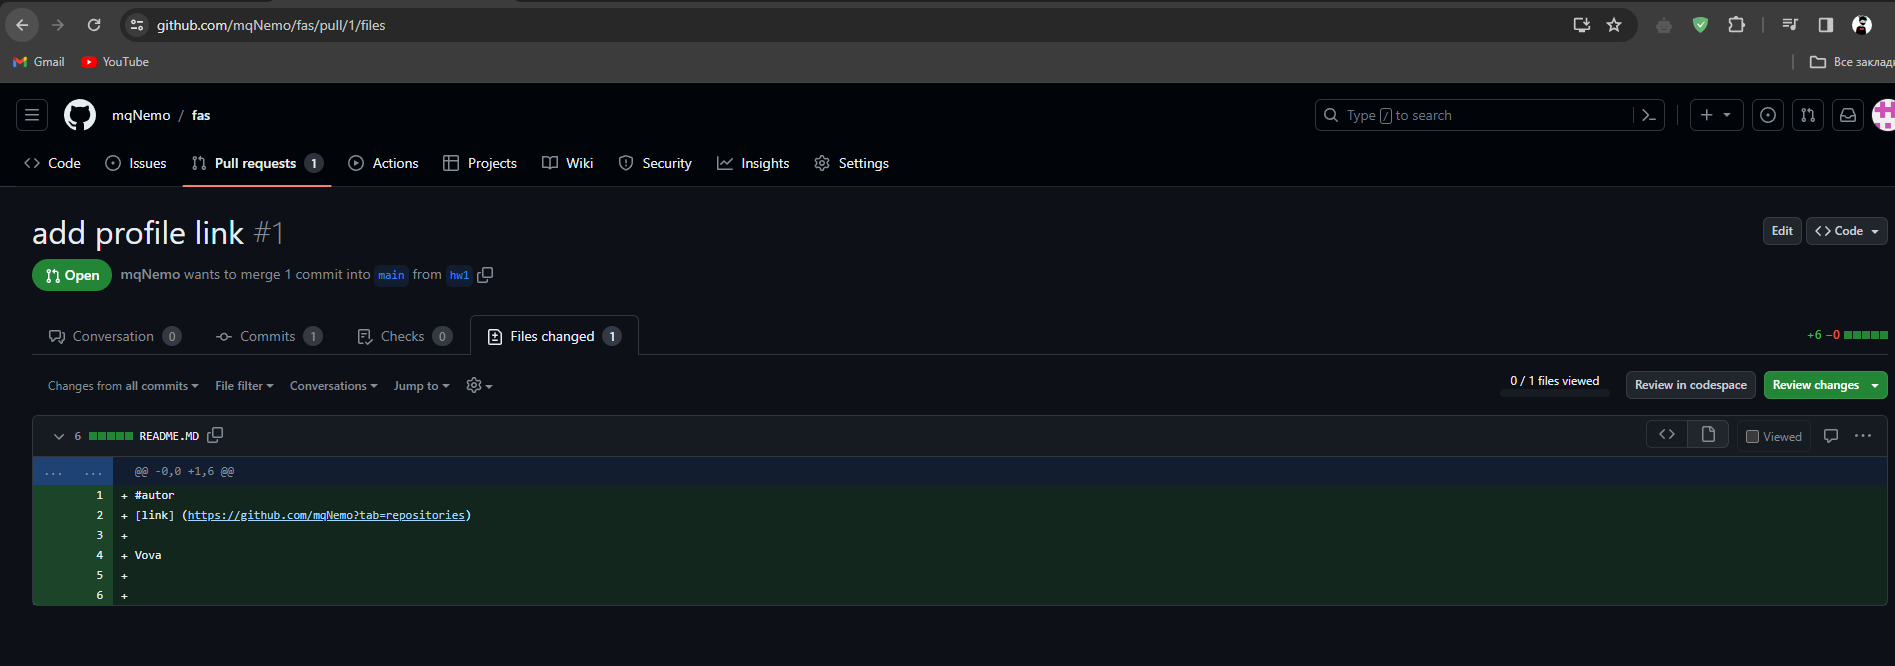 github.com/mqNemo/fas/pull/1/files
Gmail YouTube Все заклад
mqNemo / fas Type / to search
Code Issues Pull requests 1 Actions Projects Wiki Security Insights Settings
add profile link #1 Edit <> Code
Open mqNemo wants to merge 1 commit into main from hw1
Conversation 0 Commits 1 Checks 0 Files changed 1 +6 −0
Changes from all commits File filter Conversations Jump to 0 / 1 files viewed Review in codespace Review changes
6 README.MD <> Viewed ...
... ... @@ -0,0 +1,6 @@
1 + #autor
2 + [link] (https://github.com/mqNemo?tab=repositories)
3 +
4 + Vova
5 +
6 +